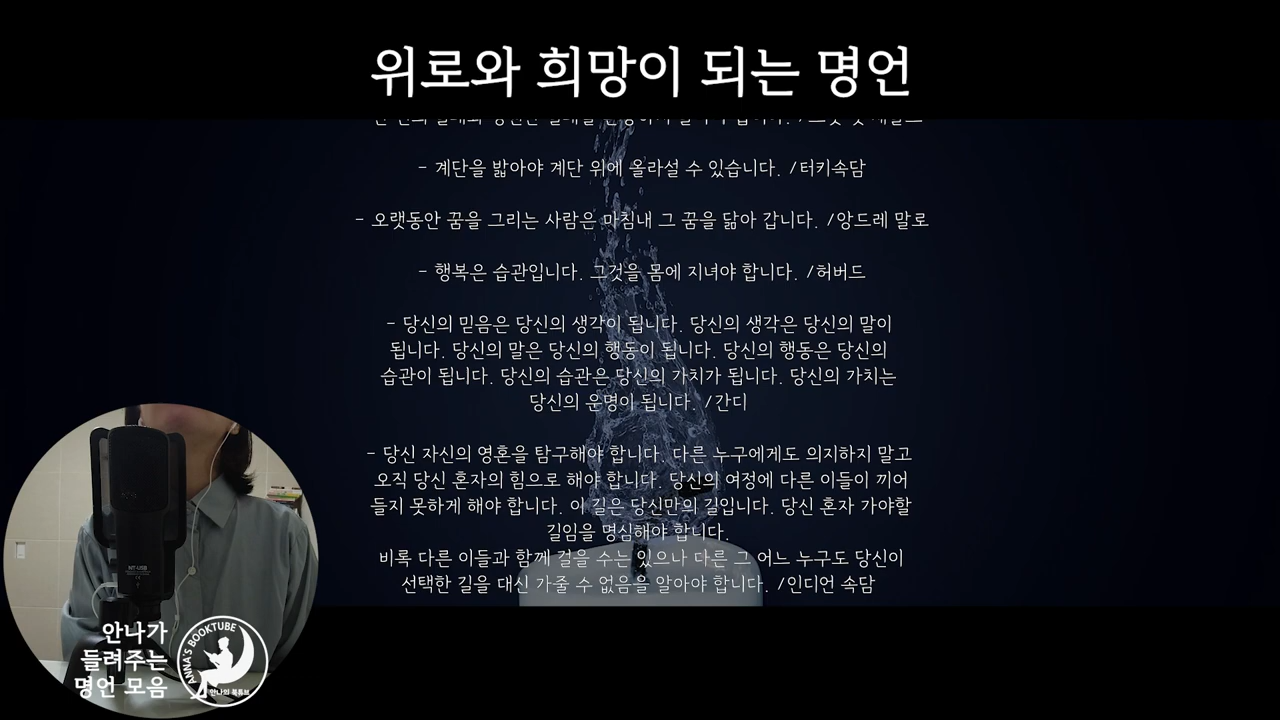 위로와 희망이 되는 명언
- 계단을 밟아야 계단 위에 올라설 수 있습니다. /터키속담
- 오랫동안 꿈을 그리는 사람은 마침내 그 꿈을 닮아 갑니다. /앙드레 말로
- 행복은 습관입니다. 그것을 몸에 지녀야 합니다. /허버드
- 당신의 믿음은 당신의 생각이 됩니다. 당신의 생각은 당신의 말이
됩니다. 당신의 말은 당신의 행동이 됩니다. 당신의 행동은 당신의
습관이 됩니다. 당신의 습관은 당신의 가치가 됩니다. 당신의 가치는
당신의 운명이 됩니다. /간디
- 당신 자신의 영혼을 탐구해야 합니다. 다른 누구에게도 의지하지 말고
오직 당신 혼자의 힘으로 해야 합니다. 당신의 여정에 다른 이들이 끼어
들지 못하게 해야 합니다. 이 길은 당신만의 길입니다. 당신 혼자 가야할
길임을 명심해야 합니다.
비록 다른 이들과 함께 걸을 수는 있으나 다른 그 어느 누구도 당신이
선택한 길을 대신 가줄 수 없음을 알아야 합니다. /인디언 속담
NT-USB
안나가
들려주는
명언 모음
ANNA'S BOOKTUBE
안나의 북튜브